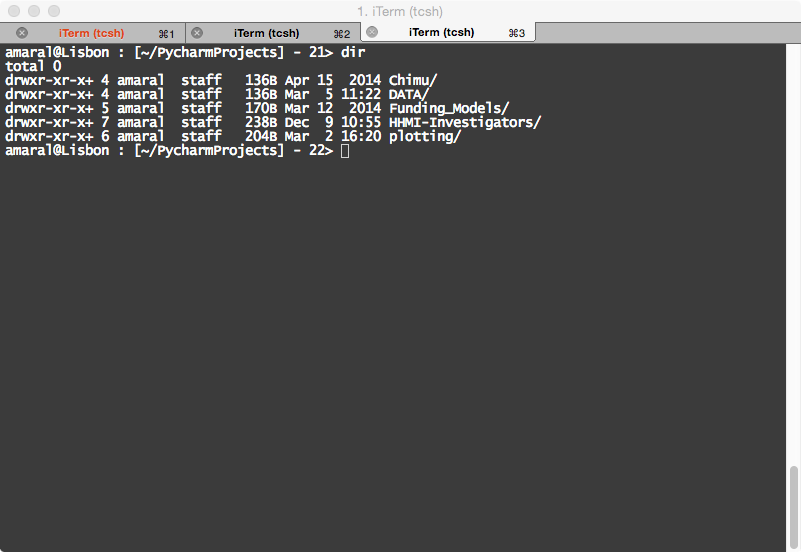 1. iTerm (tcsh)
iTerm (tcsh) ⌘1 iTerm (tcsh) ⌘2 iTerm (tcsh) ⌘3
amaral@Lisbon : [~/PycharmProjects] - 21> dir
total 0
drwxr-xr-x+ 4 amaral  staff   136B Apr 15  2014 Chimu/
drwxr-xr-x+ 4 amaral  staff   136B Mar  5 11:22 DATA/
drwxr-xr-x+ 5 amaral  staff   170B Mar 12  2014 Funding_Models/
drwxr-xr-x+ 7 amaral  staff   238B Dec  9 10:55 HHMI-Investigators/
drwxr-xr-x+ 6 amaral  staff   204B Mar  2 16:20 plotting/
amaral@Lisbon : [~/PycharmProjects] - 22>